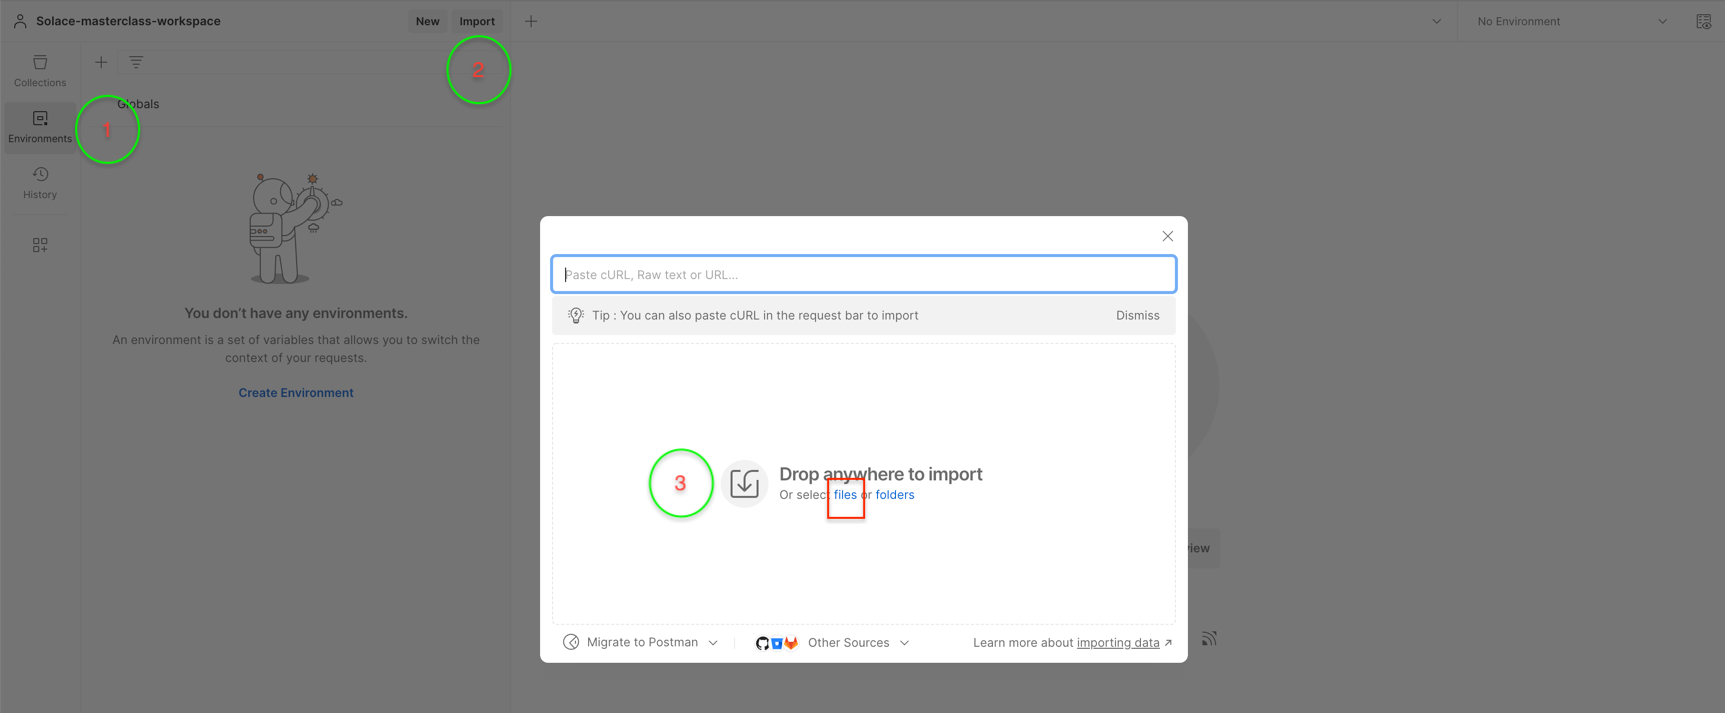 Solace-masterclass-workspace
New
Import
No Environment
Collections
2
Globals
Environments
1
History
You don't have any environments.
An environment is a set of variables that allows you to switch the
context of your requests.
Create Environment
Paste cURL, Raw text or URL...
Tip : You can also paste cURL in the request bar to import
Dismiss
3
Drop anywhere to import
Or select files or folders
Migrate to Postman
Other Sources
Learn more about importing data